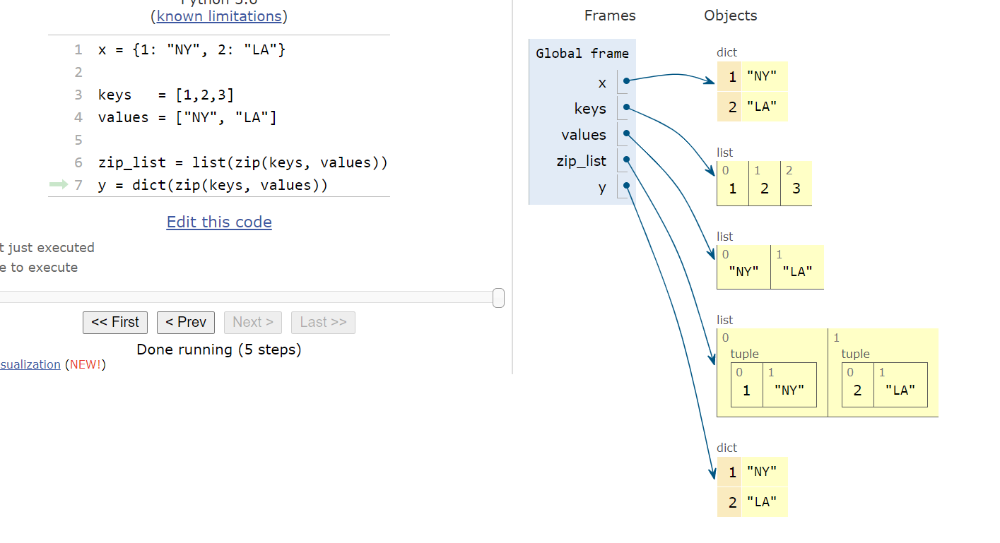 Python 3.6
(known limitations)
1 x = {1: "NY", 2: "LA"}
2
3 keys   = [1,2,3]
4 values = ["NY", "LA"]
5
6 zip_list = list(zip(keys, values))
7 y = dict(zip(keys, values))
Edit this code
t just executed
e to execute
<< First
< Prev
Next >
Last >>
Done running (5 steps)
sualization (NEW!)
Frames
Objects
Global frame
x
keys
values
zip_list
y
dict
1 "NY"
2 "LA"
list
0 1 2
1 2 3
list
0 1
"NY" "LA"
list
0 1
tuple tuple
0 1 0 1
1 "NY" 2 "LA"
dict
1 "NY"
2 "LA"